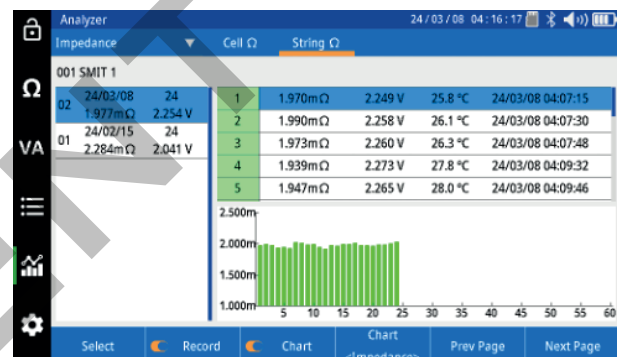 Analyzer 24/03/08 04:16:17
Impedance ▼ Cell Ω String Ω
001 SMIT 1
02 24/03/08 24
1.977mΩ 2.254 V
01 24/02/15 24
2.284mΩ 2.041 V
Ω
VA
1 1.970mΩ 2.249 V 25.8 ℃ 24/03/08 04:07:15
2 1.990mΩ 2.258 V 26.1 ℃ 24/03/08 04:07:30
3 1.973mΩ 2.260 V 26.3 ℃ 24/03/08 04:07:48
4 1.939mΩ 2.273 V 27.8 ℃ 24/03/08 04:09:32
5 1.947mΩ 2.265 V 28.0 ℃ 24/03/08 04:09:46
2.500m
2.000m
1.500m
1.000m
5 10 15 20 25 30 35 40 45 50 55 60
Select Record Chart Chart Prev Page Next Page
<Impedance>